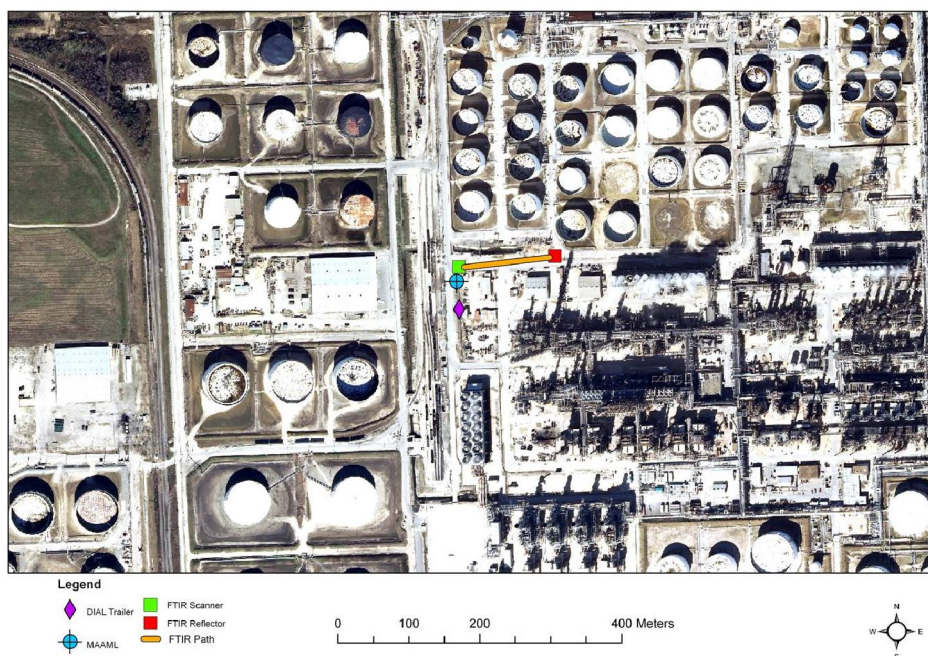 Legend
DIAL Trailer
MAAML
FTIR Scanner
FTIR Reflector
FTIR Path
0 100 200 400 Meters
N
W E
S